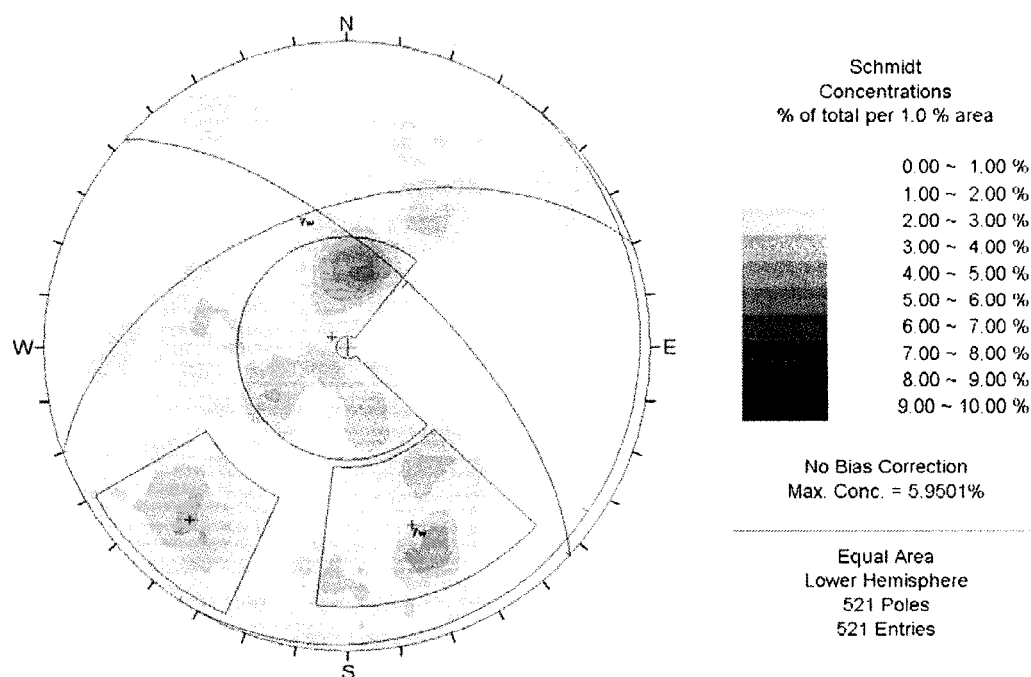 N
W
E
S
γw
γw
Schmidt
Concentrations
% of total per 1.0 % area
0.00 ~ 1.00 %
1.00 ~ 2.00 %
2.00 ~ 3.00 %
3.00 ~ 4.00 %
4.00 ~ 5.00 %
5.00 ~ 6.00 %
6.00 ~ 7.00 %
7.00 ~ 8.00 %
8.00 ~ 9.00 %
9.00 ~ 10.00 %
No Bias Correction
Max. Conc. = 5.9501%
Equal Area
Lower Hemisphere
521 Poles
521 Entries